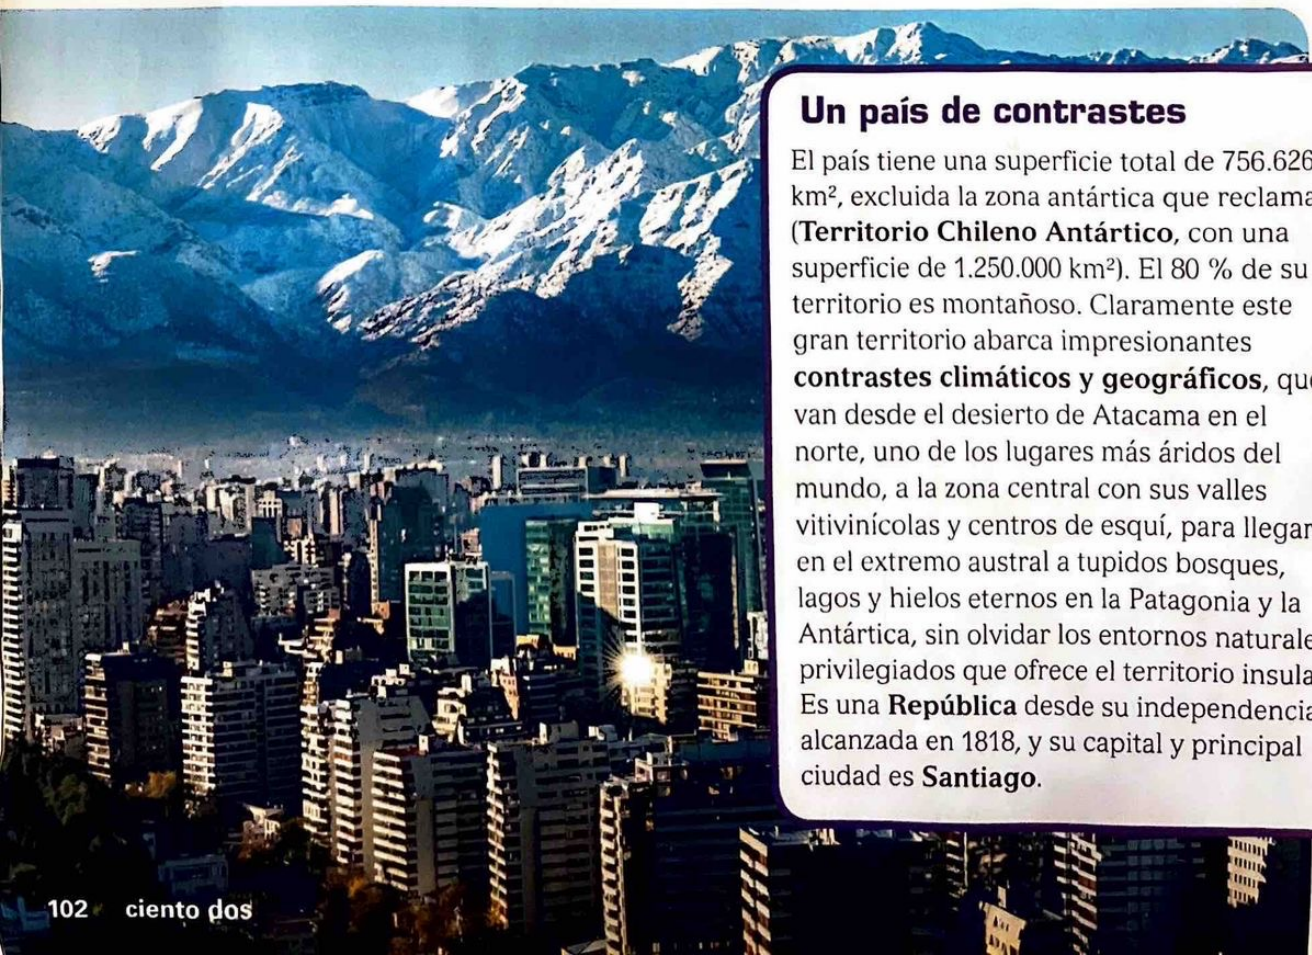 Un país de contrastes
El país tiene una superficie total de 756.626
km², excluida la zona antártica que reclama
(Territorio Chileno Antártico, con una
superficie de 1.250.000 km²). El 80 % de su
territorio es montañoso. Claramente este
gran territorio abarca impresionantes
contrastes climáticos y geográficos, que
van desde el desierto de Atacama en el
norte, uno de los lugares más áridos del
mundo, a la zona central con sus valles
vitivinícolas y centros de esquí, para llegar
en el extremo austral a tupidos bosques,
lagos y hielos eternos en la Patagonia y la
Antártica, sin olvidar los entornos naturale
privilegiados que ofrece el territorio insula
Es una República desde su independencia
alcanzada en 1818, y su capital y principal
ciudad es Santiago.
102 ciento dos